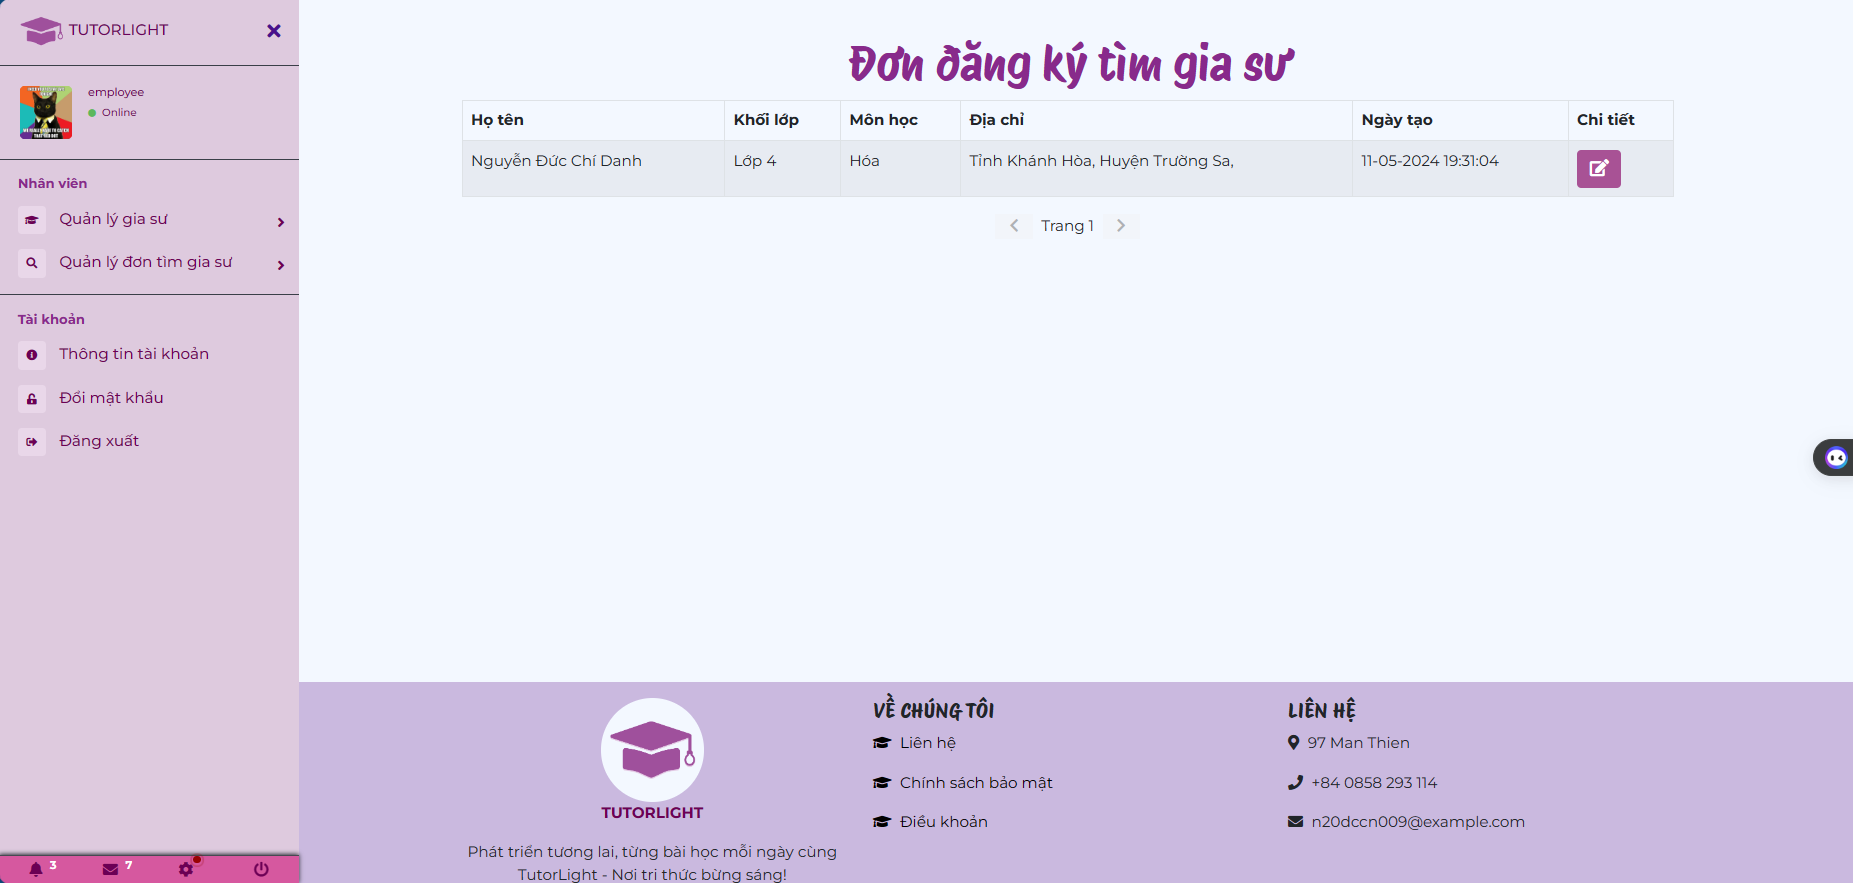 TUTORLIGHT
employee
Online
Nhân viên
Quản lý gia sư
Quản lý đơn tìm gia sư
Tài khoản
Thông tin tài khoản
Đổi mật khẩu
Đăng xuất
3 7
Đơn đăng ký tìm gia sư
Họ tên Khối lớp Môn học Địa chỉ Ngày tạo Chi tiết
Nguyễn Đức Chí Danh Lớp 4 Hóa Tỉnh Khánh Hòa, Huyện Trường Sa, 11-05-2024 19:31:04
Trang 1
TUTORLIGHT
Phát triển tương lai, từng bài học mỗi ngày cùng
TutorLight - Nơi tri thức bừng sáng!
VỀ CHÚNG TÔI
Liên hệ
Chính sách bảo mật
Điều khoản
LIÊN HỆ
97 Man Thien
+84 0858 293 114
n20dccn009@example.com